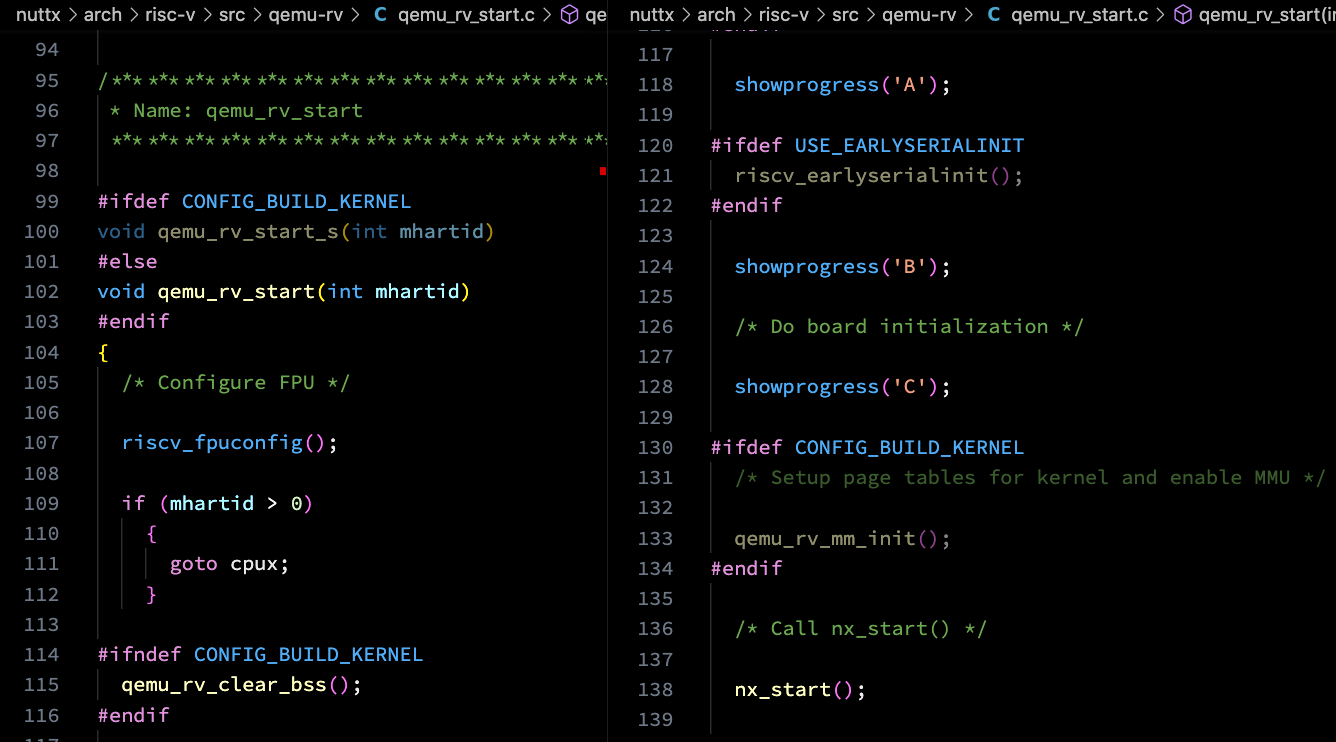 nuttx > arch > risc-v > src > qemu-rv > C qemu_rv_start.c > qe
94
95 /*** *** *** *** *** *** *** *** *** *** *** *** *** **
96 * Name: qemu_rv_start
97 *** *** *** *** *** *** *** *** *** *** *** *** *** **
98
99 #ifdef CONFIG_BUILD_KERNEL
100 void qemu_rv_start_s(int mhartid)
101 #else
102 void qemu_rv_start(int mhartid)
103 #endif
104 {
105 /* Configure FPU */
106
107 riscv_fpuconfig();
108
109 if (mhartid > 0)
110 {
111 goto cpux;
112 }
113
114 #ifndef CONFIG_BUILD_KERNEL
115 qemu_rv_clear_bss();
116 #endif
117
nuttx > arch > risc-v > src > qemu-rv > C qemu_rv_start.c > qemu_rv_start(in
116 #endif
117
118 showprogress('A');
119
120 #ifdef USE_EARLYSERIALINIT
121 riscv_earlyserialinit();
122 #endif
123
124 showprogress('B');
125
126 /* Do board initialization */
127
128 showprogress('C');
129
130 #ifdef CONFIG_BUILD_KERNEL
131 /* Setup page tables for kernel and enable MMU */
132
133 qemu_rv_mm_init();
134 #endif
135
136 /* Call nx_start() */
137
138 nx_start();
139